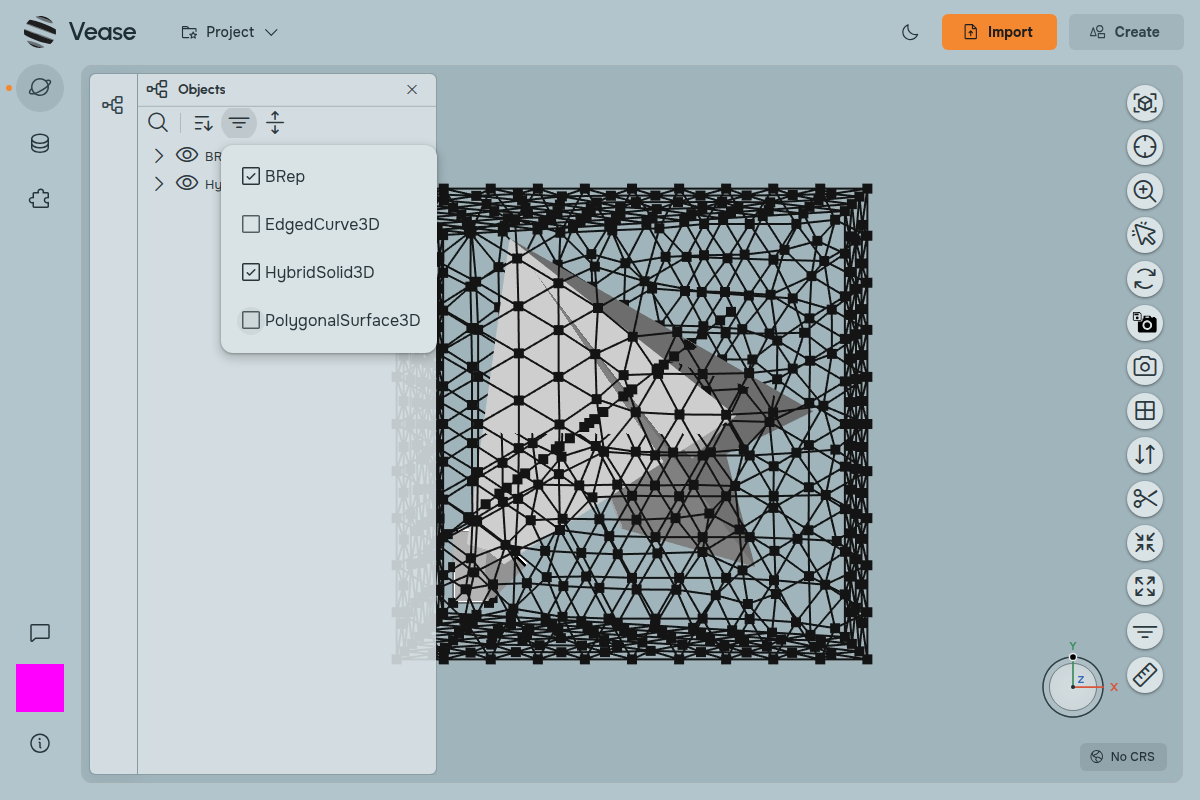 Vease
Project
Import
Create
Objects
BRep
EdgedCurve3D
HybridSolid3D
PolygonalSurface3D
Y
Z
X
No CRS